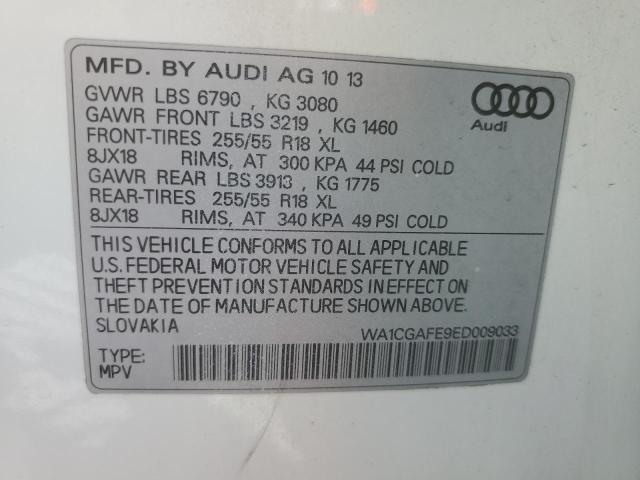 MFD. BY AUDI AG 10 13
GVWR LBS 6790 , KG 3080
GAWR FRONT LBS 3219 , KG 1460
FRONT-TIRES 255/55 R18 XL
8JX18 RIMS, AT 300 KPA 44 PSI COLD
GAWR REAR LBS 3913 , KG 1775
REAR-TIRES 255/55 R18 XL
8JX18 RIMS, AT 340 KPA 49 PSI COLD
Audi
THIS VEHICLE CONFORMS TO ALL APPLICABLE
U.S. FEDERAL MOTOR VEHICLE SAFETY AND
THEFT PREVENTION STANDARDS IN EFFECT ON
THE DATE OF MANUFACTURE SHOWN ABOVE.
SLOVAKIA
WA1CGAFE9ED009033
TYPE:
MPV